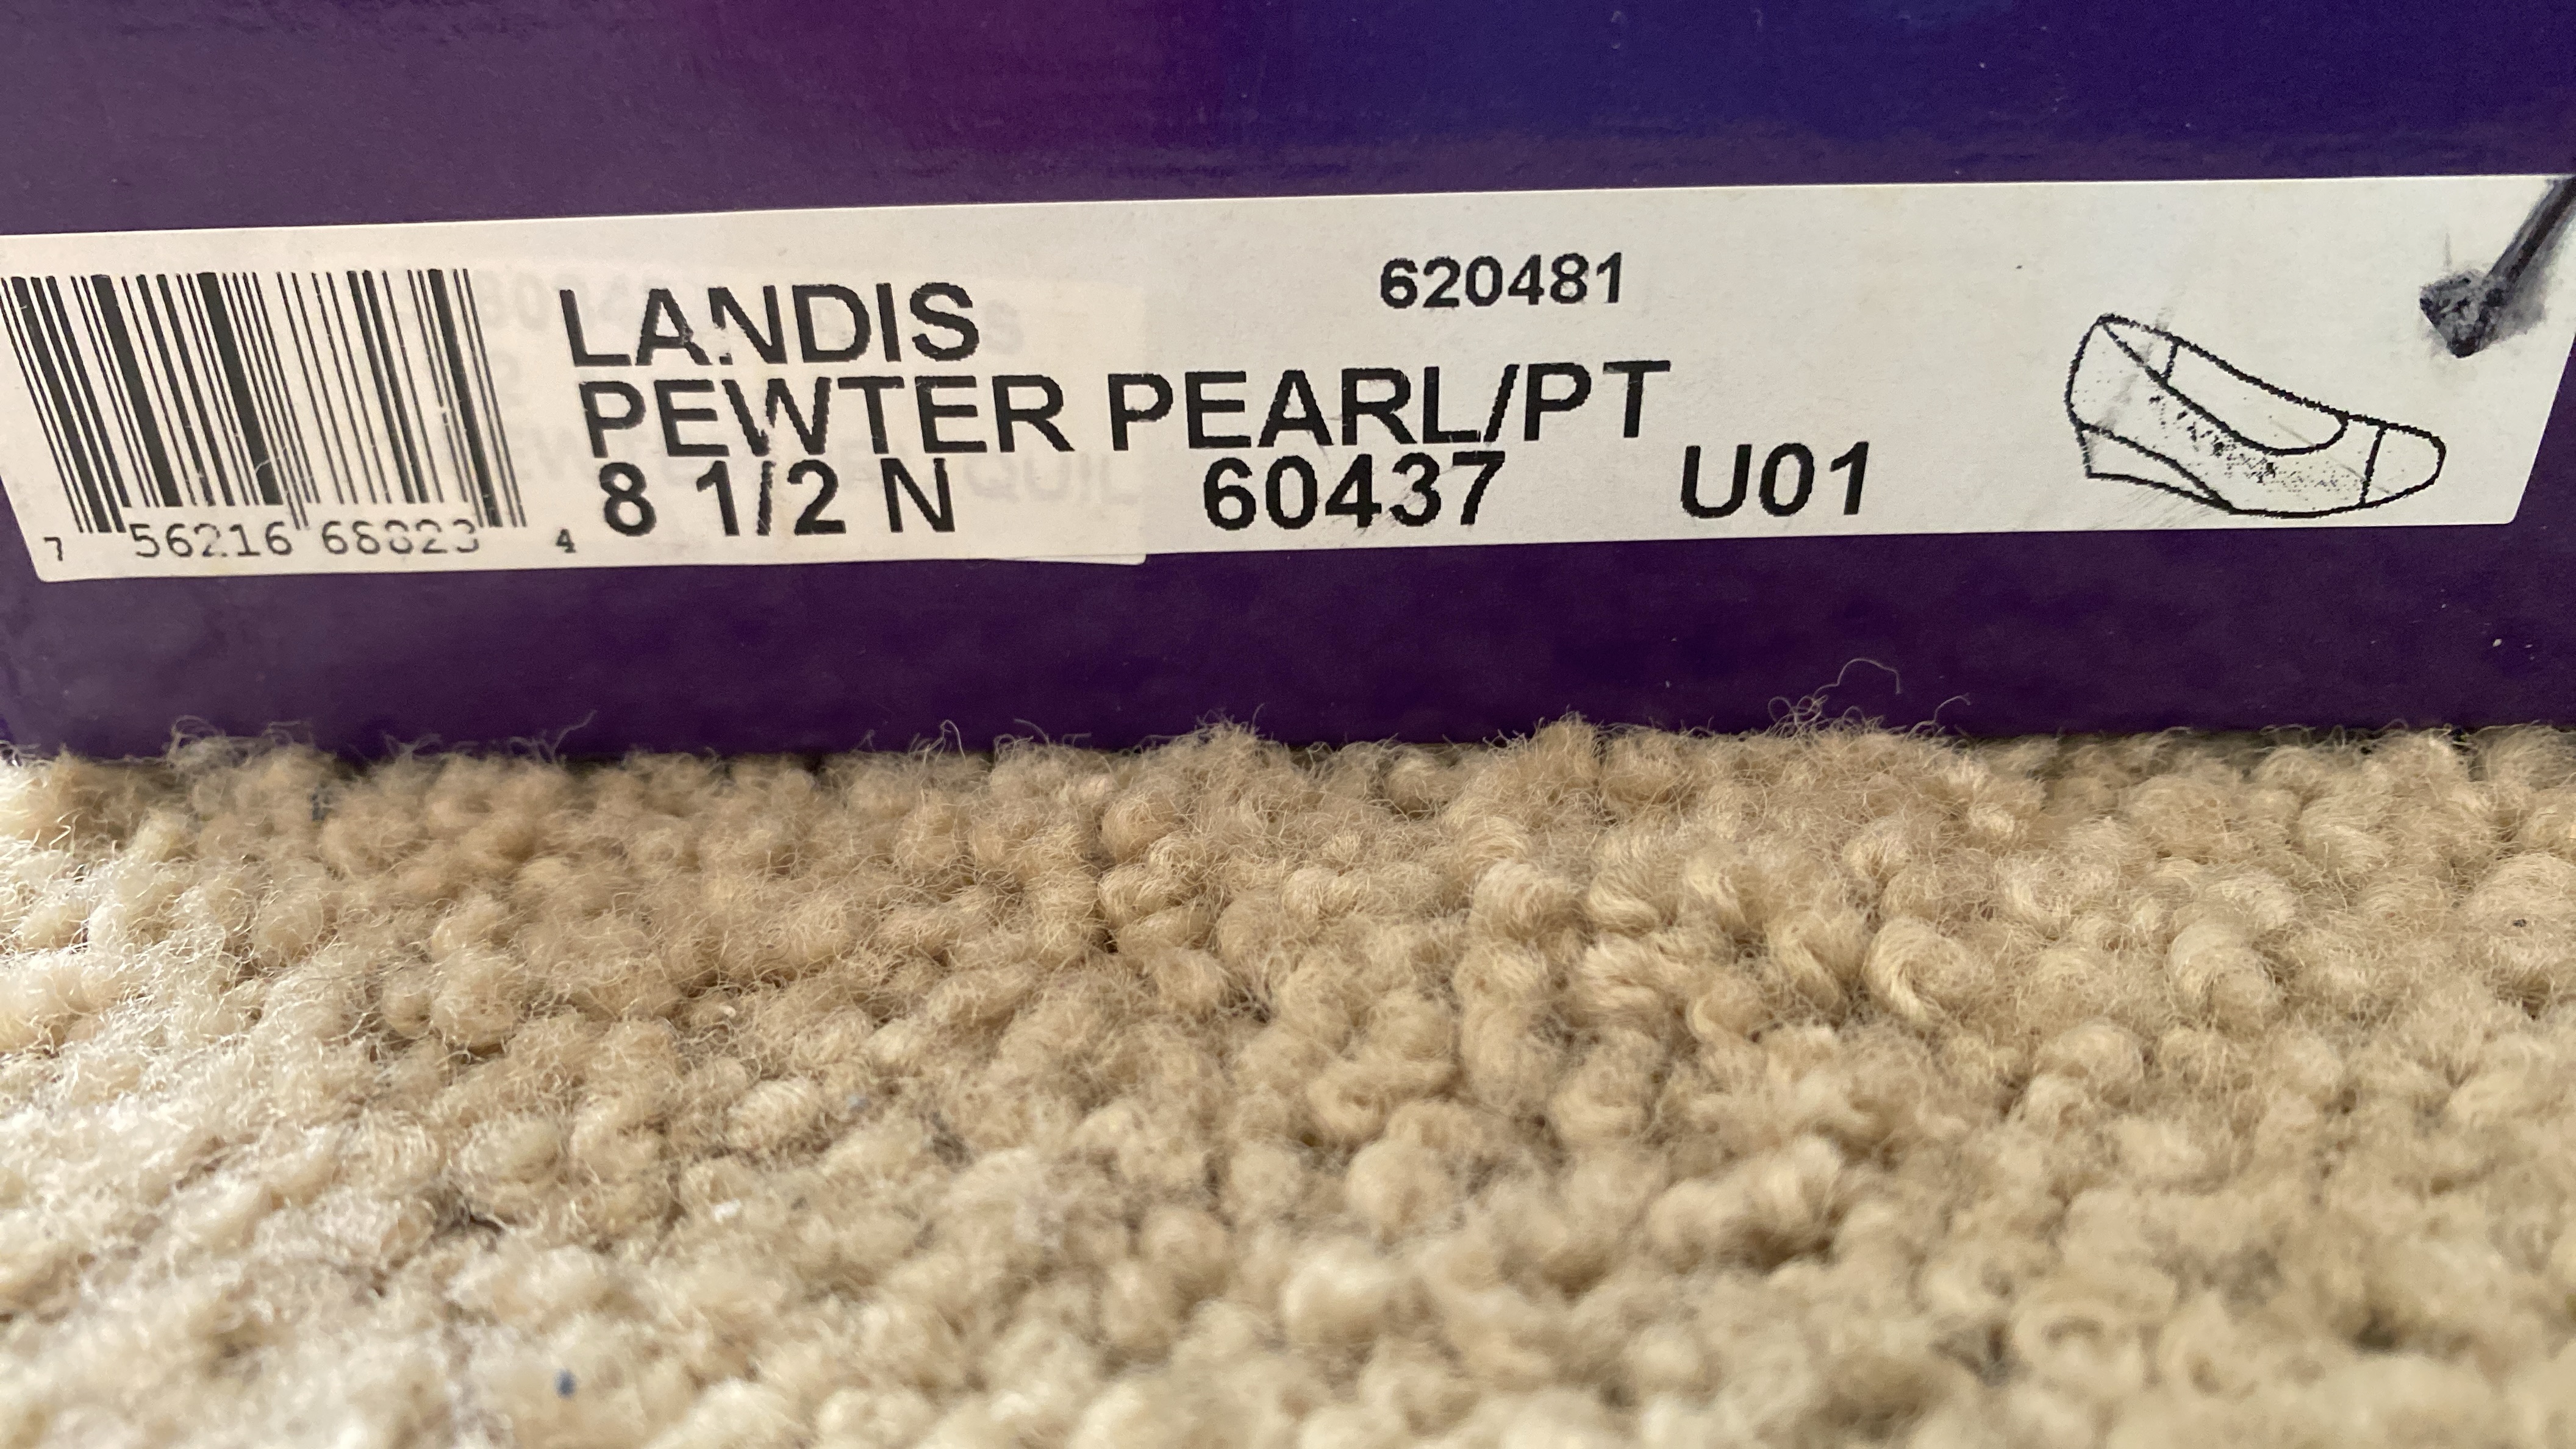 620481
LANDIS
PEWTER PEARL/PT
8 1/2 N 60437 U01
7 56216 68823 4